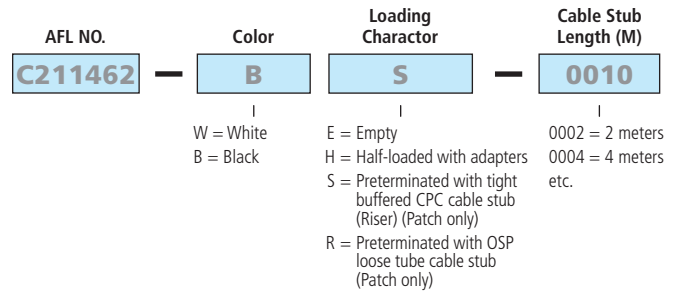 AFL NO.
Color
Loading
Charactor
Cable Stub
Length (M)
C211462 — B S — 0010
W = White
B = Black
E = Empty
H = Half-loaded with adapters
S = Preterminated with tight
buffered CPC cable stub
(Riser) (Patch only)
R = Preterminated with OSP
loose tube cable stub
(Patch only)
0002 = 2 meters
0004 = 4 meters
etc.